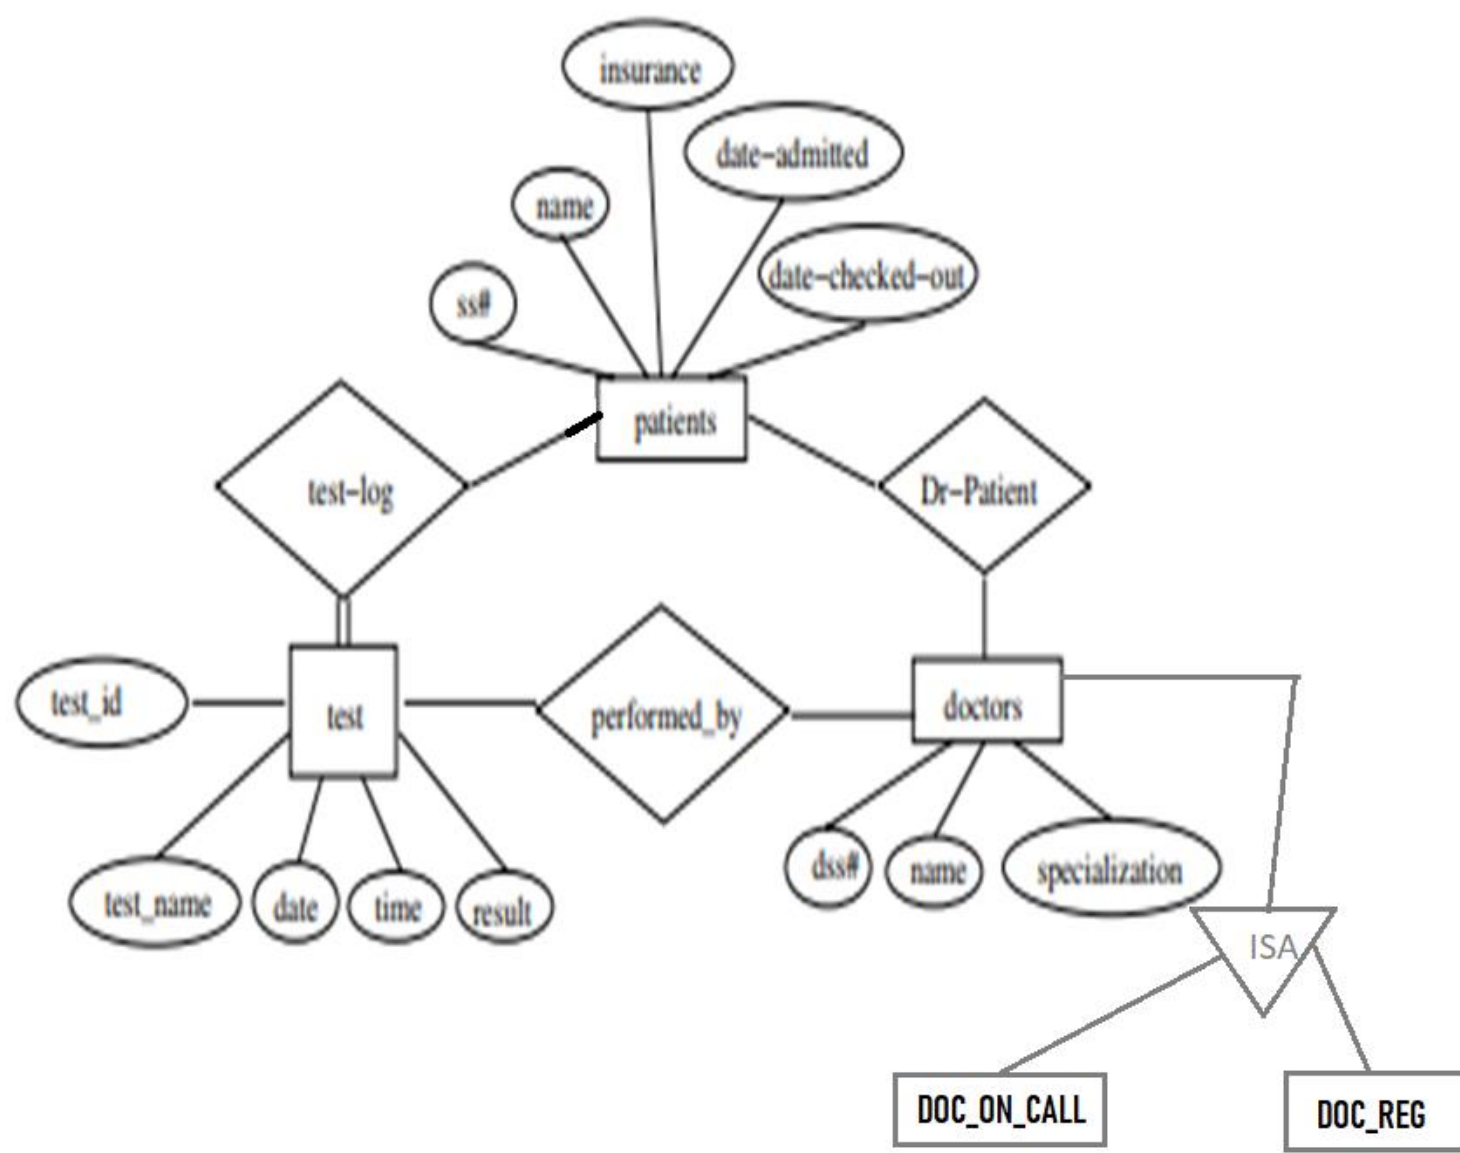 insurance
date-admitted
name
date-checked-out
ss#
patients
test-log
Dr-Patient
test_id
test
performed_by
doctors
dss#
name
specialization
test_name
date
time
result
ISA
DOC_ON_CALL
DOC_REG